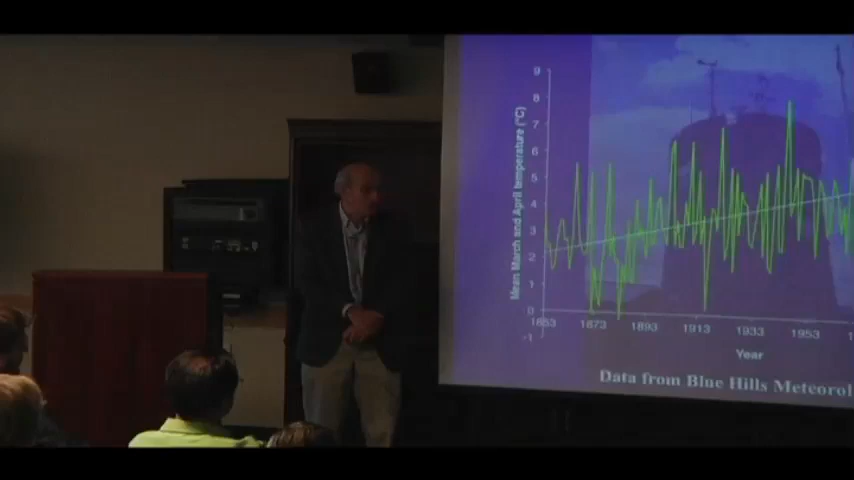 9
8
7
6
5
4
3
2
1
0
-1
Mean March and April temperature (°C)
1853 1873 1893 1913 1933 1953
Year
Data from Blue Hills Meteorol